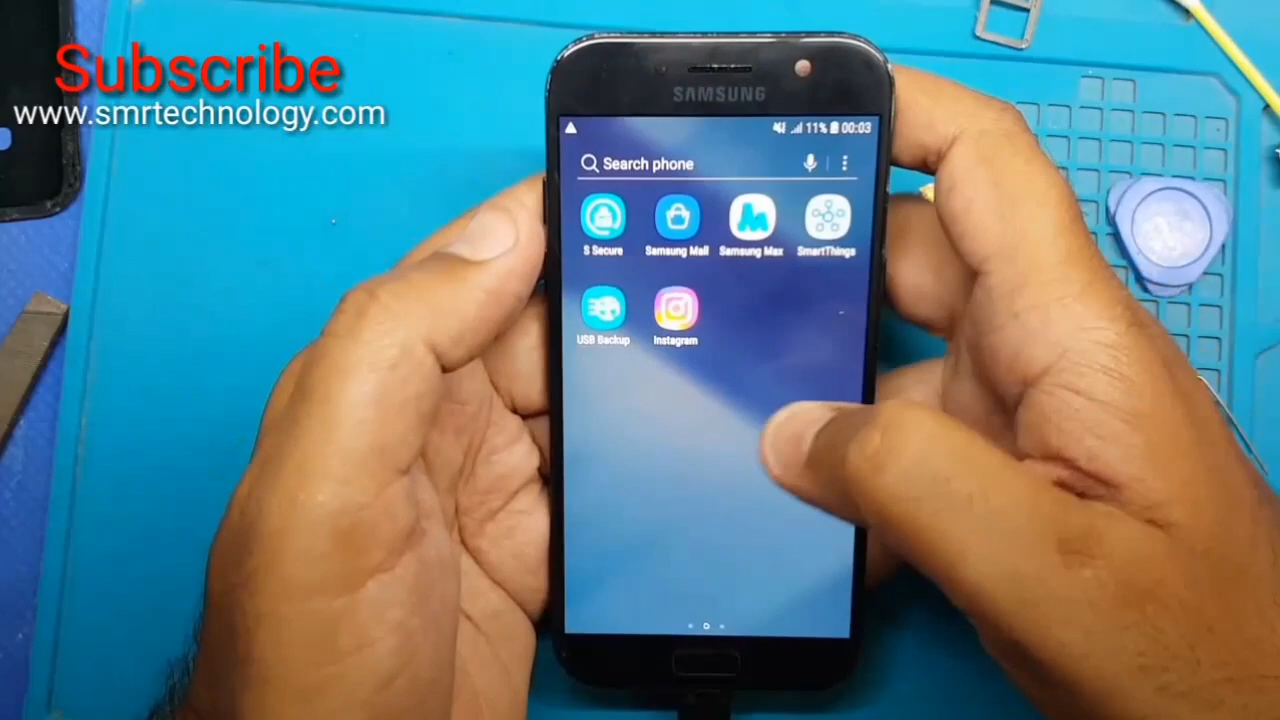 Subscribe
www.smrtechnology.com
SAMSUNG
11% 00:03
Search phone
S Secure
Samsung Mall
Samsung Max
SmartThings
USB Backup
Instagram